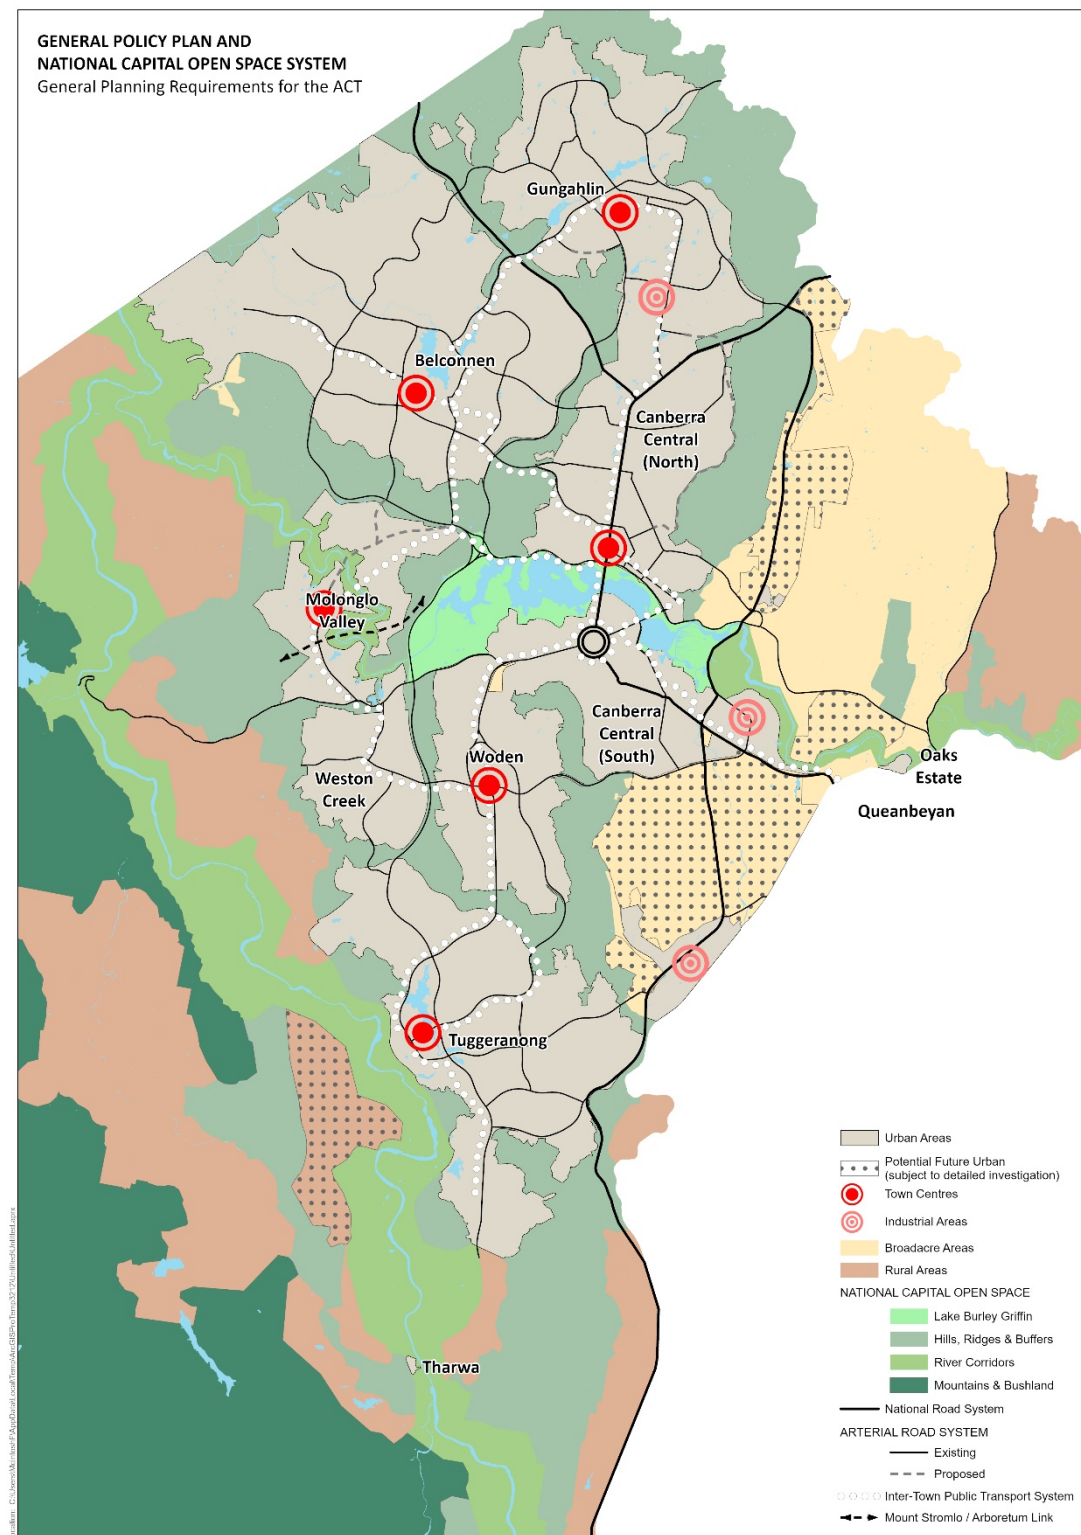 GENERAL POLICY PLAN AND
NATIONAL CAPITAL OPEN SPACE SYSTEM
General Planning Requirements for the ACT
Gungahlin
Belconnen
Canberra
Central
(North)
Molonglo
Valley
Canberra
Central
(South)
Woden
Weston
Creek
Oaks
Estate
Queanbeyan
Tuggeranong
Tharwa
Urban Areas
Potential Future Urban
(subject to detailed investigation)
Town Centres
Industrial Areas
Broadacre Areas
Rural Areas
NATIONAL CAPITAL OPEN SPACE
Lake Burley Griffin
Hills, Ridges & Buffers
River Corridors
Mountains & Bushland
National Road System
ARTERIAL ROAD SYSTEM
Existing
Proposed
Inter-Town Public Transport System
Mount Stromlo / Arboretum Link